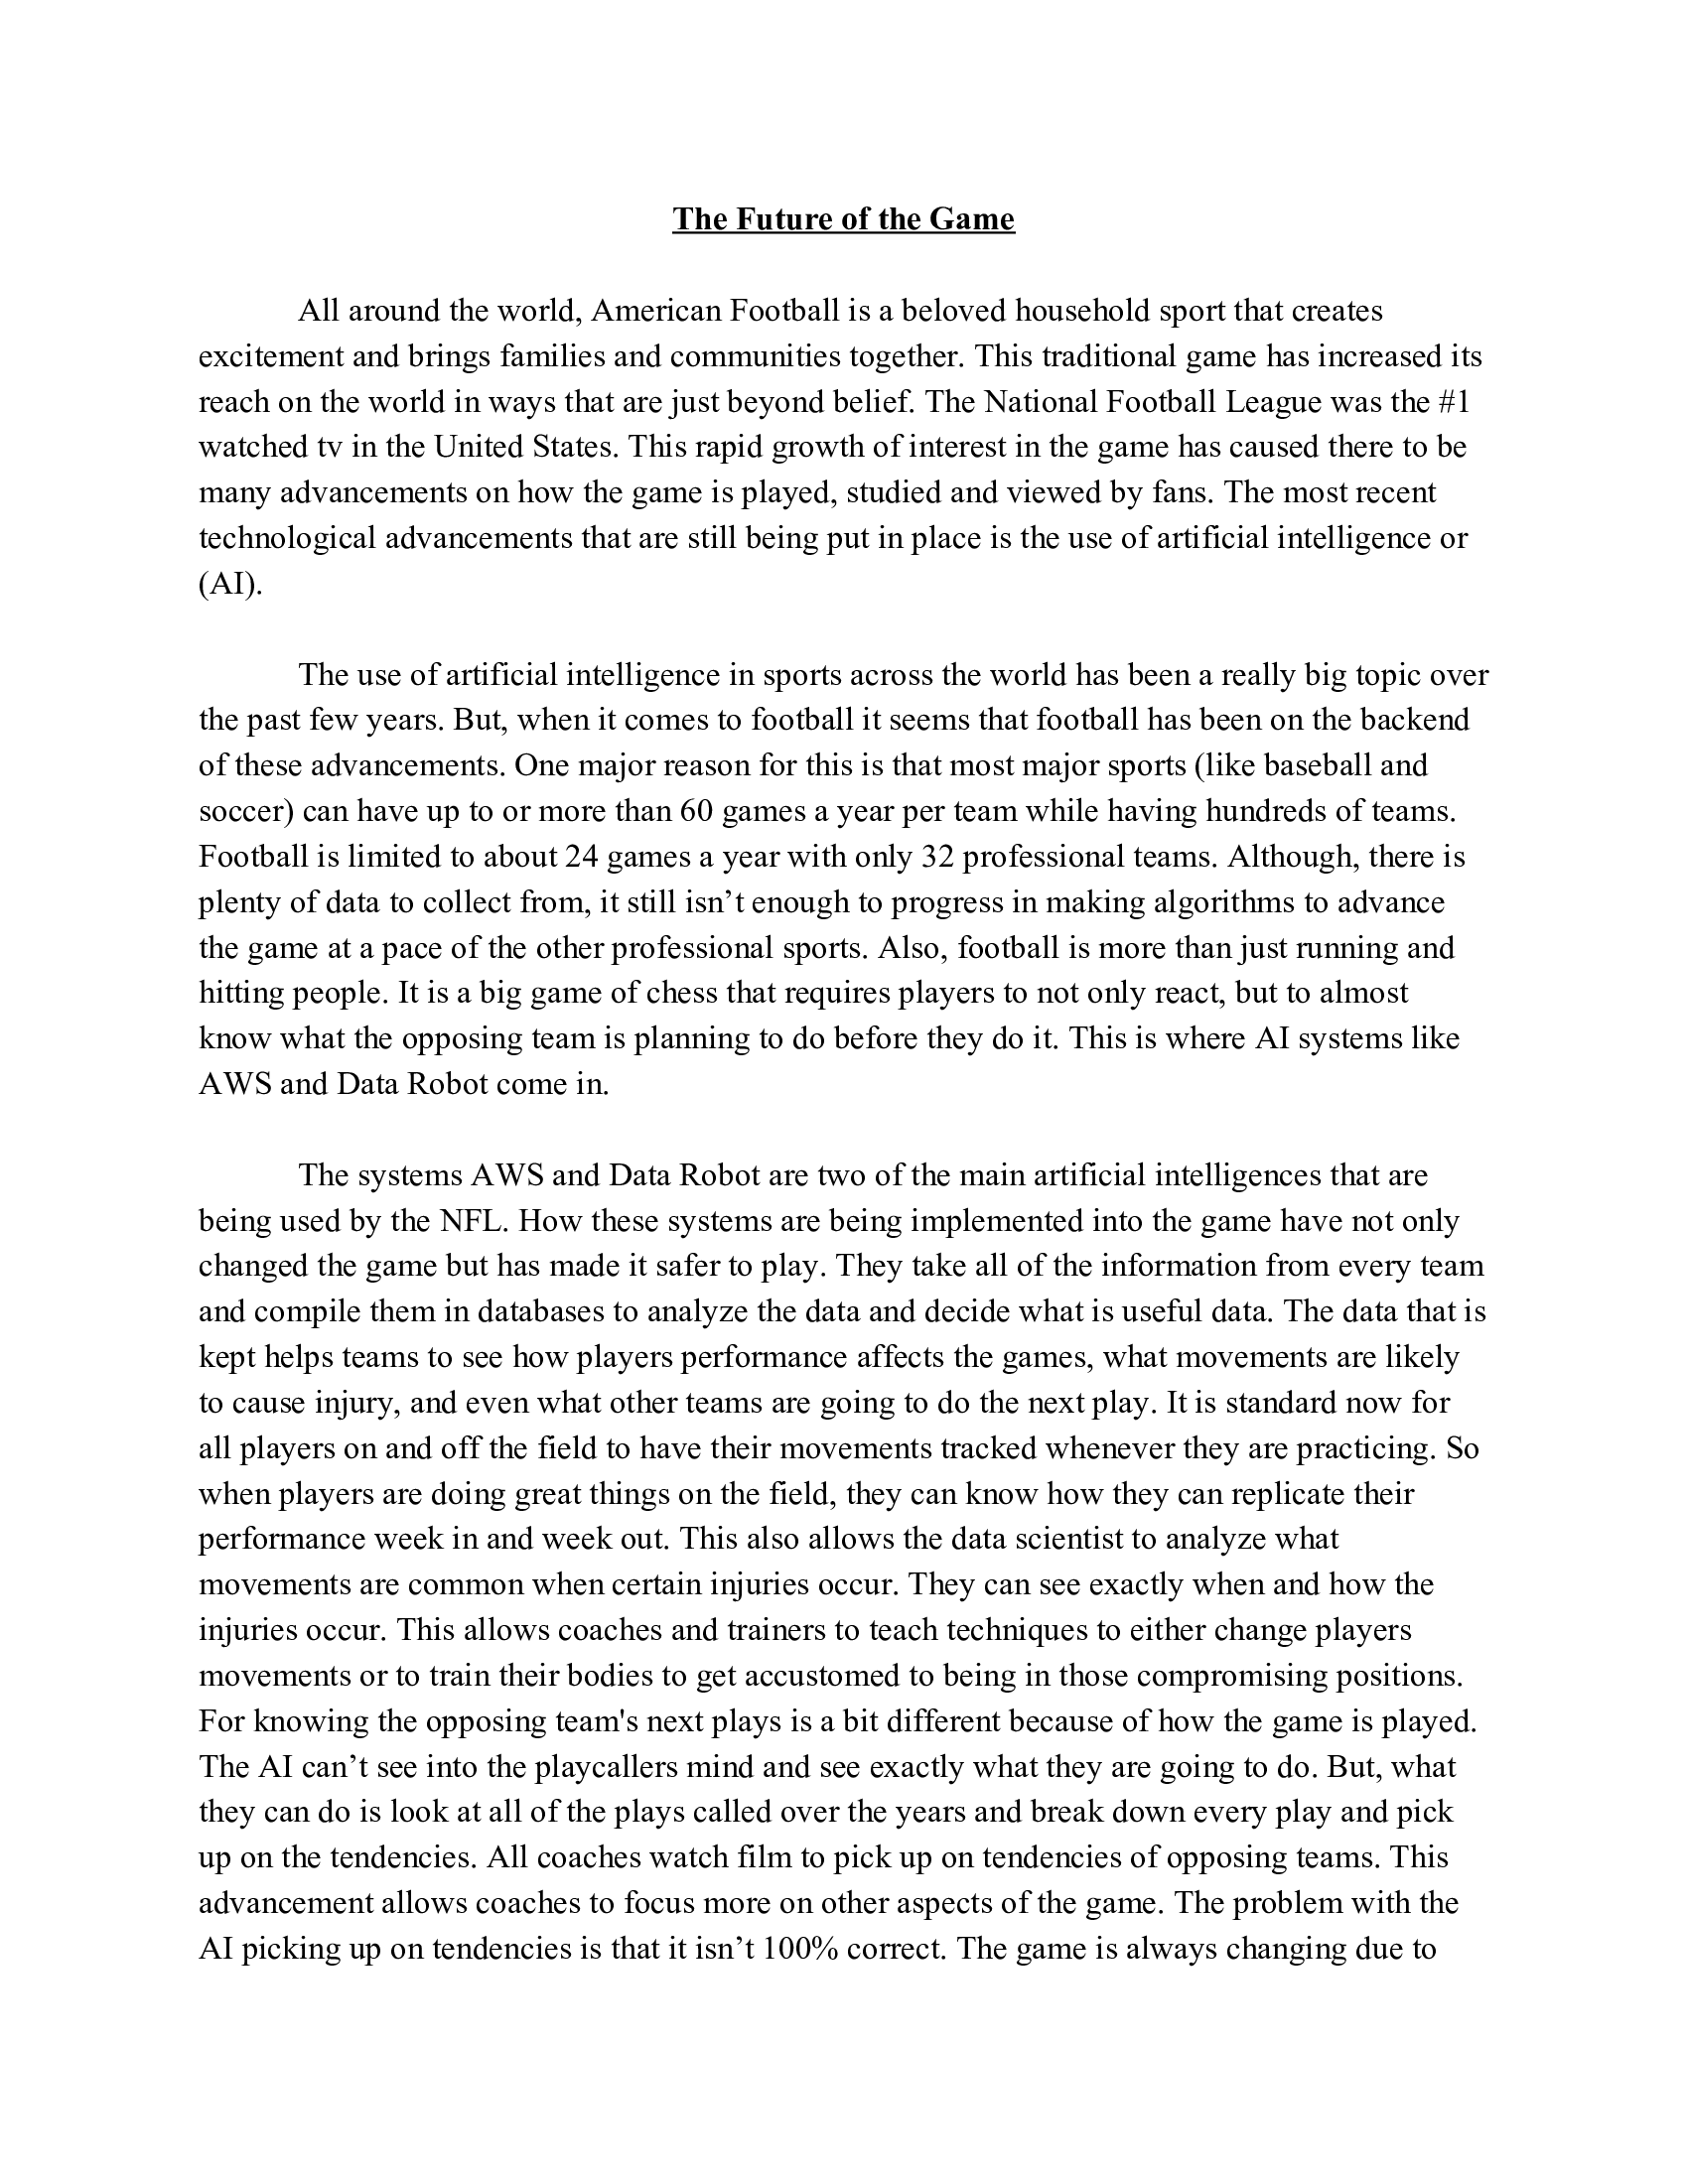 The Future of the Game
All around the world, American Football is a beloved household sport that creates
excitement and brings families and communities together. This traditional game has increased its
reach on the world in ways that are just beyond belief. The National Football League was the #1
watched tv in the United States. This rapid growth of interest in the game has caused there to be
many advancements on how the game is played, studied and viewed by fans. The most recent
technological advancements that are still being put in place is the use of artificial intelligence or
(AI).
The use of artificial intelligence in sports across the world has been a really big topic over
the past few years. But, when it comes to football it seems that football has been on the backend
of these advancements. One major reason for this is that most major sports (like baseball and
soccer) can have up to or more than 60 games a year per team while having hundreds of teams.
Football is limited to about 24 games a year with only 32 professional teams. Although, there is
plenty of data to collect from, it still isn’t enough to progress in making algorithms to advance
the game at a pace of the other professional sports. Also, football is more than just running and
hitting people. It is a big game of chess that requires players to not only react, but to almost
know what the opposing team is planning to do before they do it. This is where AI systems like
AWS and Data Robot come in.
The systems AWS and Data Robot are two of the main artificial intelligences that are
being used by the NFL. How these systems are being implemented into the game have not only
changed the game but has made it safer to play. They take all of the information from every team
and compile them in databases to analyze the data and decide what is useful data. The data that is
kept helps teams to see how players performance affects the games, what movements are likely
to cause injury, and even what other teams are going to do the next play. It is standard now for
all players on and off the field to have their movements tracked whenever they are practicing. So
when players are doing great things on the field, they can know how they can replicate their
performance week in and week out. This also allows the data scientist to analyze what
movements are common when certain injuries occur. They can see exactly when and how the
injuries occur. This allows coaches and trainers to teach techniques to either change players
movements or to train their bodies to get accustomed to being in those compromising positions.
For knowing the opposing team's next plays is a bit different because of how the game is played.
The AI can’t see into the playcallers mind and see exactly what they are going to do. But, what
they can do is look at all of the plays called over the years and break down every play and pick
up on the tendencies. All coaches watch film to pick up on tendencies of opposing teams. This
advancement allows coaches to focus more on other aspects of the game. The problem with the
AI picking up on tendencies is that it isn’t 100% correct. The game is always changing due to